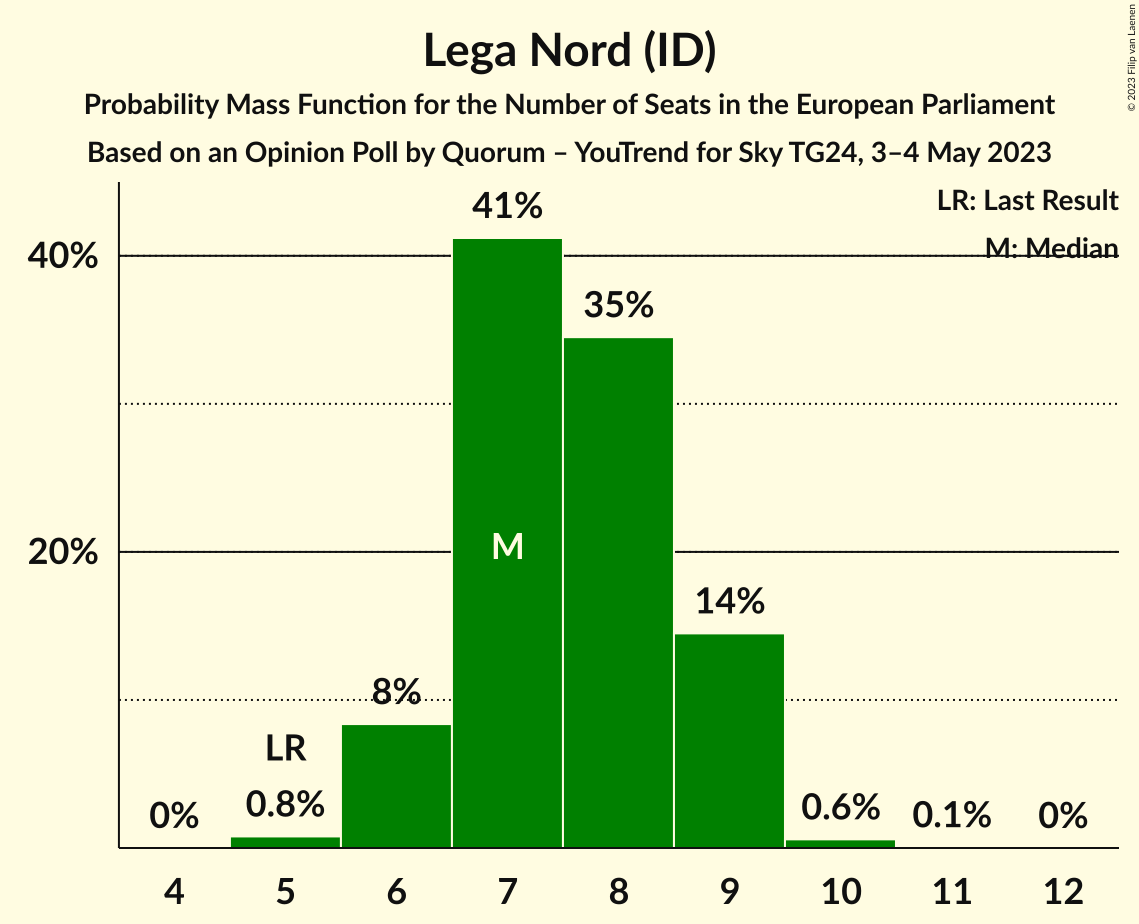 Lega Nord (ID)
Probability Mass Function for the Number of Seats in the European Parliament
Based on an Opinion Poll by Quorum – YouTrend for Sky TG24, 3–4 May 2023
© 2023 Filip van Laenen
LR: Last Result
M: Median
40%
20%
0%
LR
0.8%
8%
41%
M
35%
14%
0.6%
0.1%
0%
4 5 6 7 8 9 10 11 12